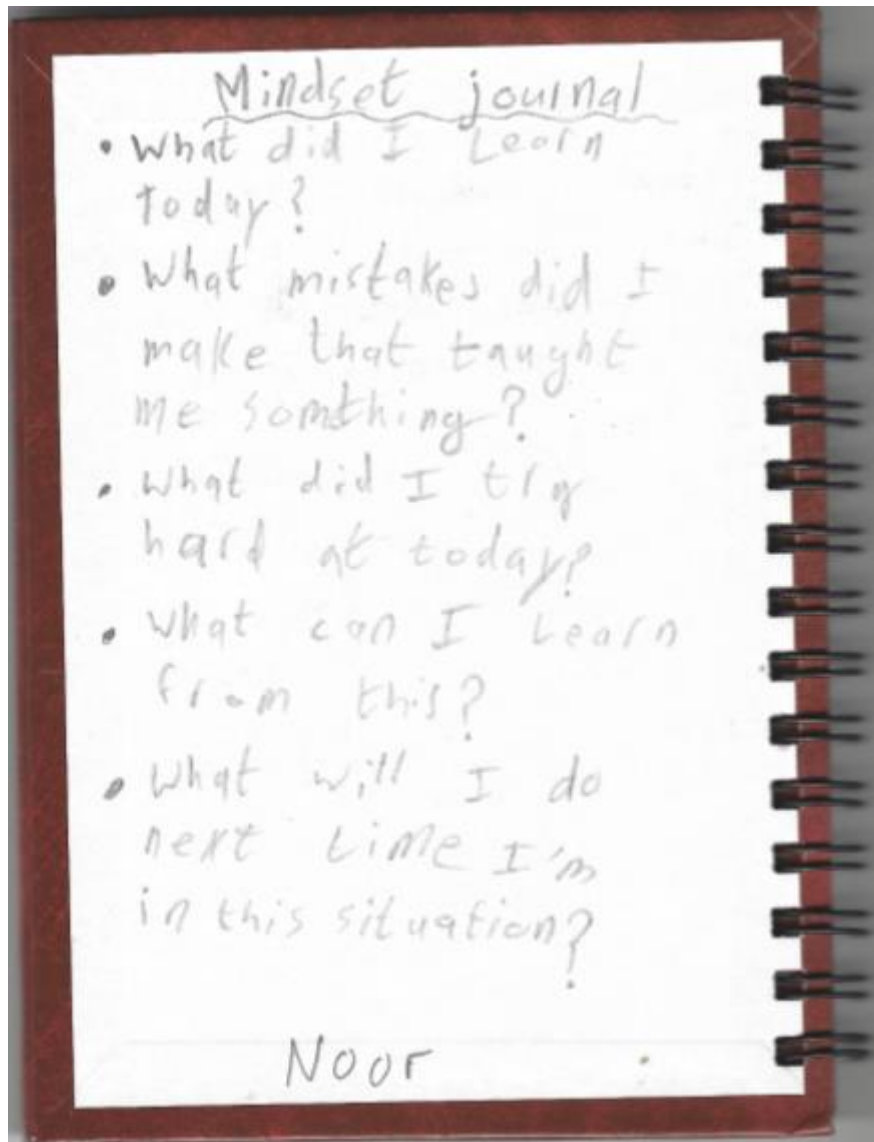 Mindset journal
• What did I Learn
today?
• What mistakes did I
make that taught
me somthing?
• What did I try
hard at today?
• What can I Learn
from this?
• What will I do
next time I'm
in this situation?
Noor